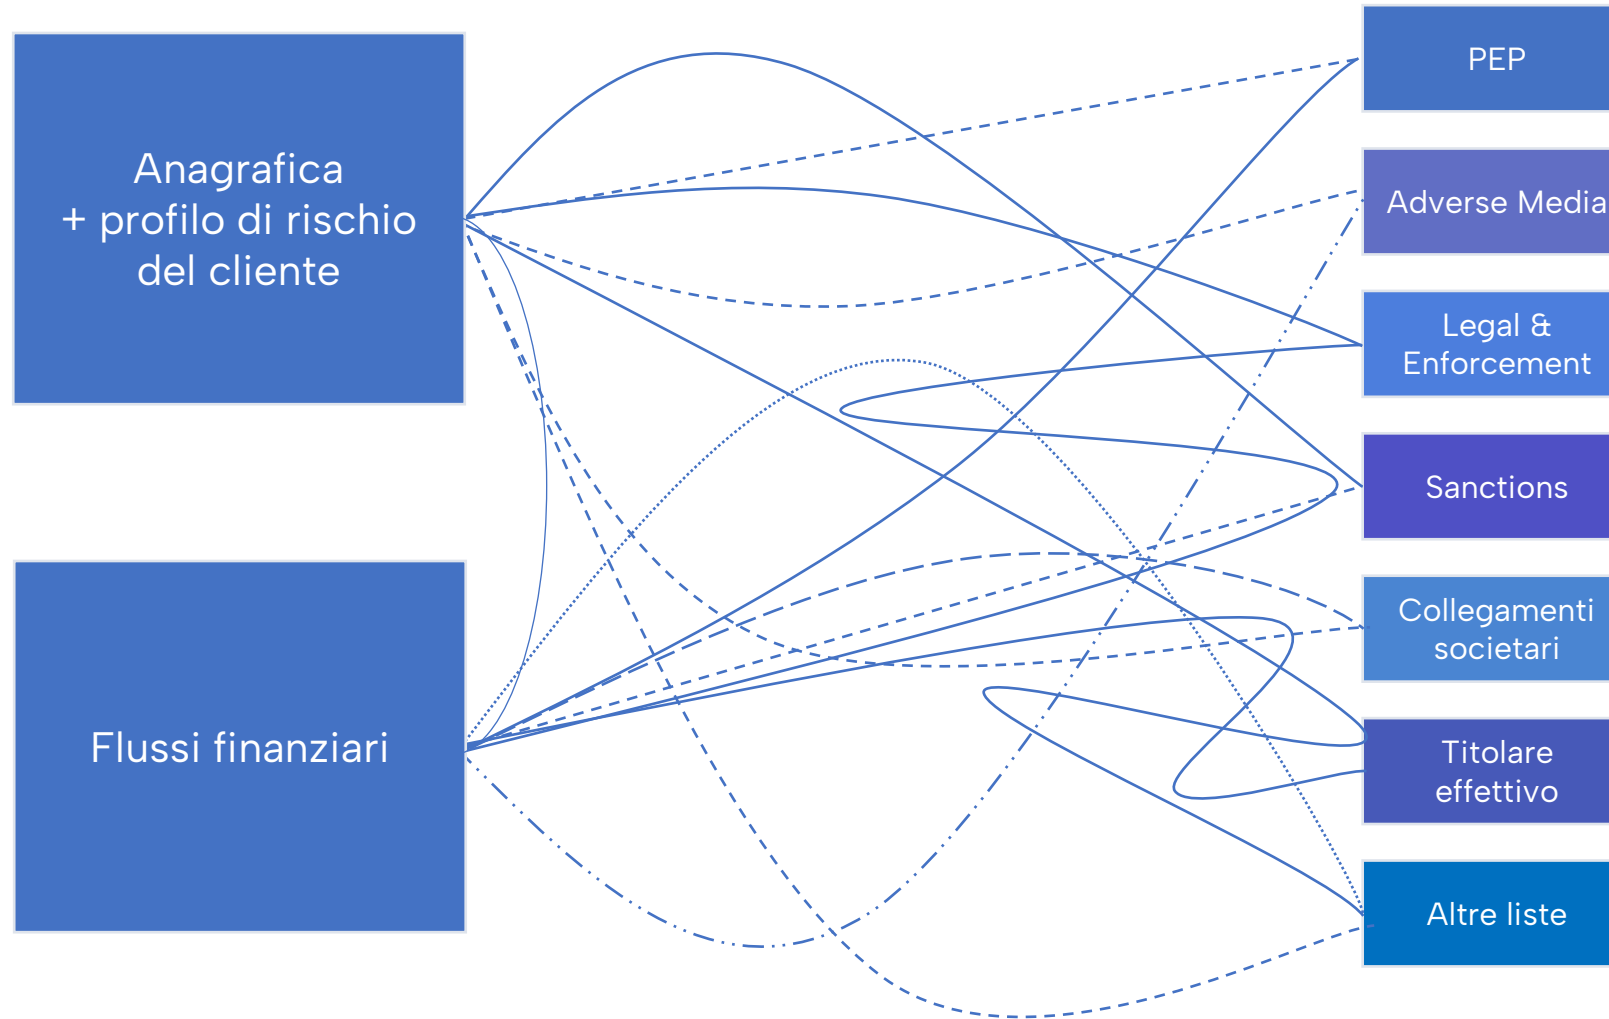 Anagrafica
+ profilo di rischio
del cliente
Flussi finanziari
PEP
Adverse Media
Legal &
Enforcement
Sanctions
Collegamenti
societari
Titolare
effettivo
Altre liste